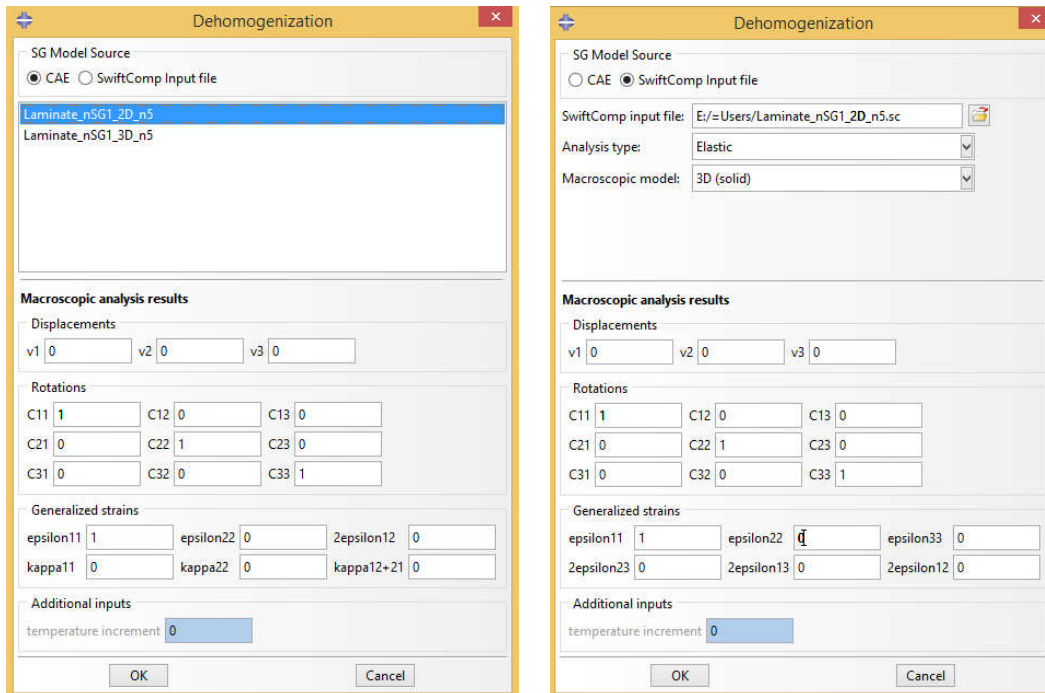 Dehomogenization
SG Model Source
CAE SwiftComp Input file
Laminate_nSG1_2D_n5
Laminate_nSG1_3D_n5
Macroscopic analysis results
Displacements
v1 0 v2 0 v3 0
Rotations
C11 1 C12 0 C13 0
C21 0 C22 1 C23 0
C31 0 C32 0 C33 1
Generalized strains
epsilon11 1 epsilon22 0 2epsilon12 0
kappa11 0 kappa22 0 kappa12+21 0
Additional inputs
temperature increment 0
OK Cancel
Dehomogenization
SG Model Source
CAE SwiftComp Input file
SwiftComp input file: E:/=Users/Laminate_nSG1_2D_n5.sc
Analysis type: Elastic
Macroscopic model: 3D (solid)
Macroscopic analysis results
Displacements
v1 0 v2 0 v3 0
Rotations
C11 1 C12 0 C13 0
C21 0 C22 1 C23 0
C31 0 C32 0 C33 1
Generalized strains
epsilon11 1 epsilon22 0 epsilon33 0
2epsilon23 0 2epsilon13 0 2epsilon12 0
Additional inputs
temperature increment 0
OK Cancel